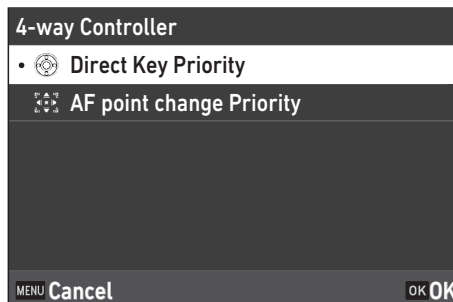 4-way Controller
• Direct Key Priority
AF point change Priority
MENU Cancel OK OK